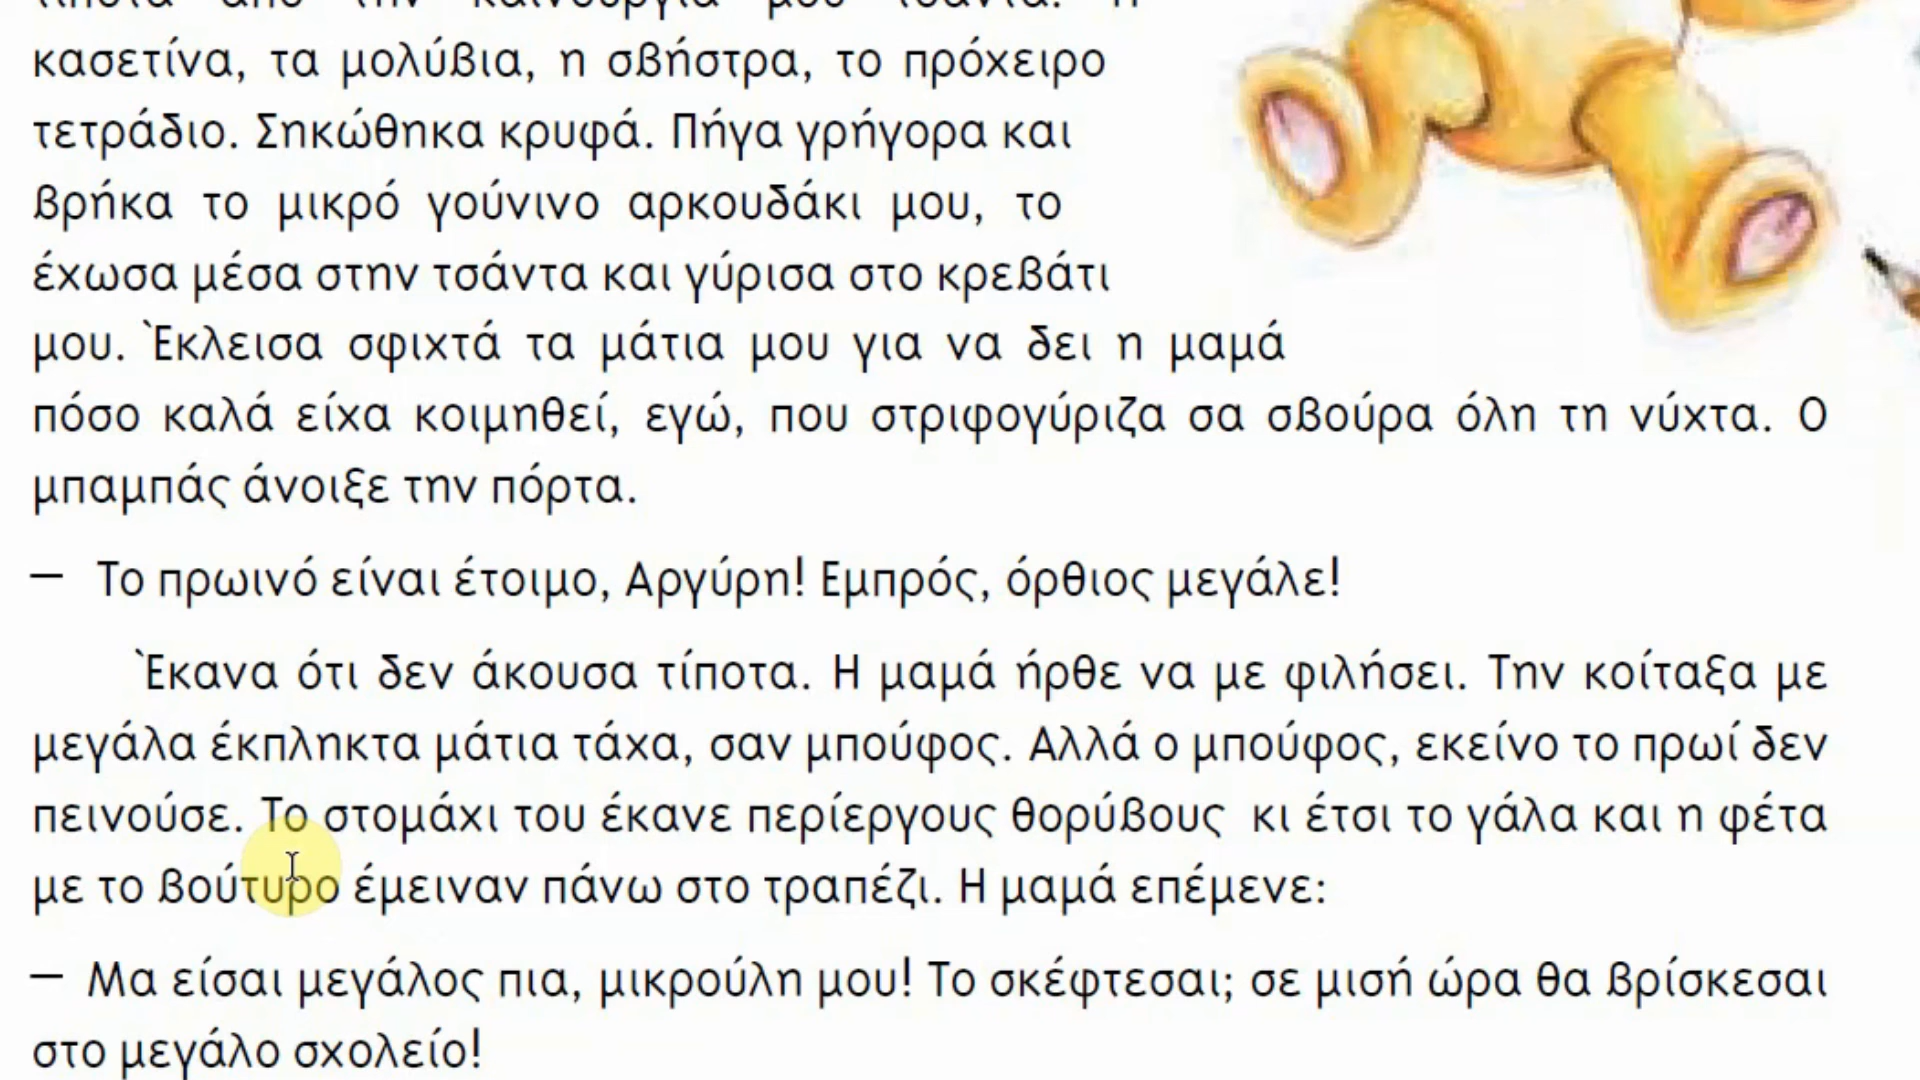 τίποτα από την καινούργια μου τσάντα. Η
κασετίνα, τα μολύβια, η σβήστρα, το πρόχειρο
τετράδιο. Σηκώθηκα κρυφά. Πήγα γρήγορα και
βρήκα το μικρό γούνινο αρκουδάκι μου, το
έχωσα μέσα στην τσάντα και γύρισα στο κρεβάτι
μου. Έκλεισα σφιχτά τα μάτια μου για να δει η μαμά
πόσο καλά είχα κοιμηθεί, εγώ, που στριφογύριζα σα σβούρα όλη τη νύχτα. Ο
μπαμπάς άνοιξε την πόρτα.
– Το πρωινό είναι έτοιμο, Αργύρη! Εμπρός, όρθιος μεγάλε!
Έκανα ότι δεν άκουσα τίποτα. Η μαμά ήρθε να με φιλήσει. Την κοίταξα με
μεγάλα έκπληκτα μάτια τάχα, σαν μπούφος. Αλλά ο μπούφος, εκείνο το πρωί δεν
πεινούσε. Το στομάχι του έκανε περίεργους θορύβους κι έτσι το γάλα και η φέτα
με το βούτυρο έμειναν πάνω στο τραπέζι. Η μαμά επέμενε:
– Μα είσαι μεγάλος πια, μικρούλη μου! Το σκέφτεσαι; σε μισή ώρα θα βρίσκεσαι
στο μεγάλο σχολείο!